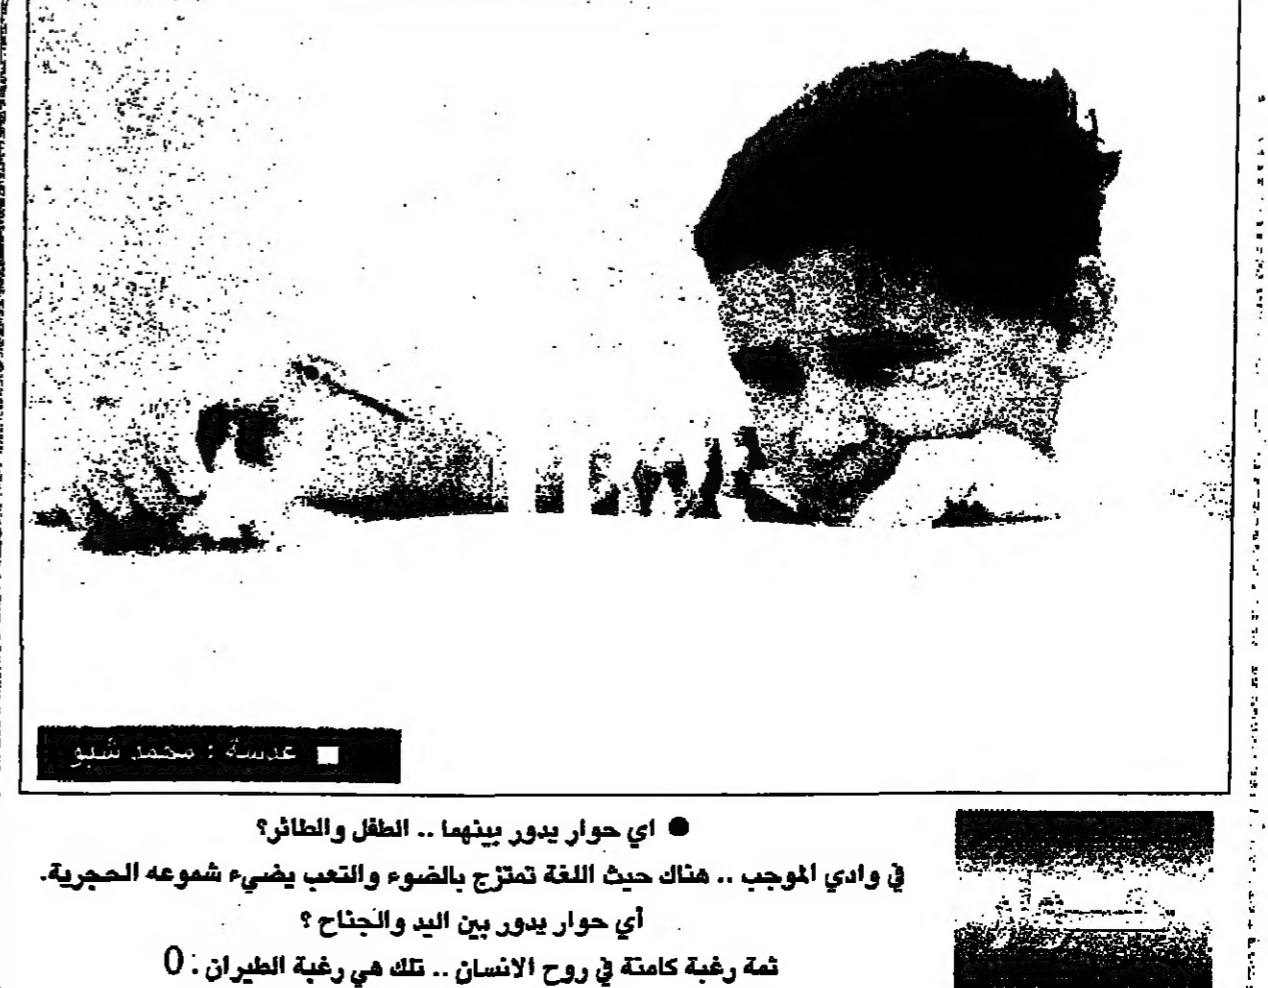 ■ عدسة : محمد شبو
● اي حوار يدور بينهما .. الطفل والطائر؟
في وادي الموجب .. هناك حيث اللغة تمتزج بالضوء والتعب يضيء شموعه الحجرية.
أي حوار يدور بين اليد والجناح ؟
ثمة رغبة كامنة في روح الانسان .. تلك هي رغبة الطيران : 0